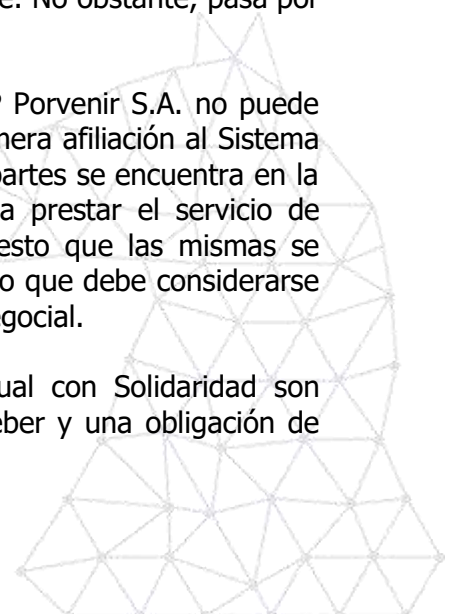 e. No obstante, pasa por
Porvenir S.A. no puede
nera afiliación al Sistema
partes se encuentra en la
a prestar el servicio de
esto que las mismas se
o que debe considerarse
egocial.
ual con Solidaridad son
eber y una obligación de